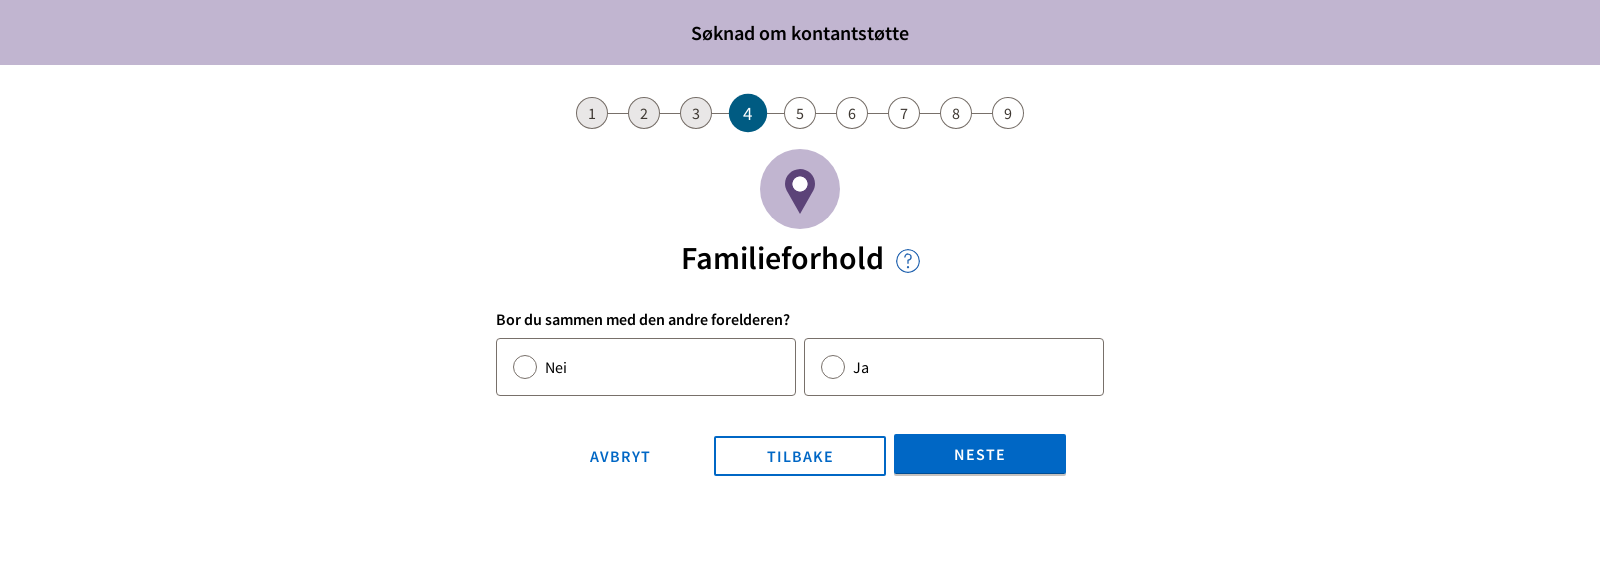 Søknad om kontantstøtte
1 2 3 4 5 6 7 8 9
Familieforhold ?
Bor du sammen med den andre forelderen?
Nei Ja
AVBRYT TILBAKE NESTE